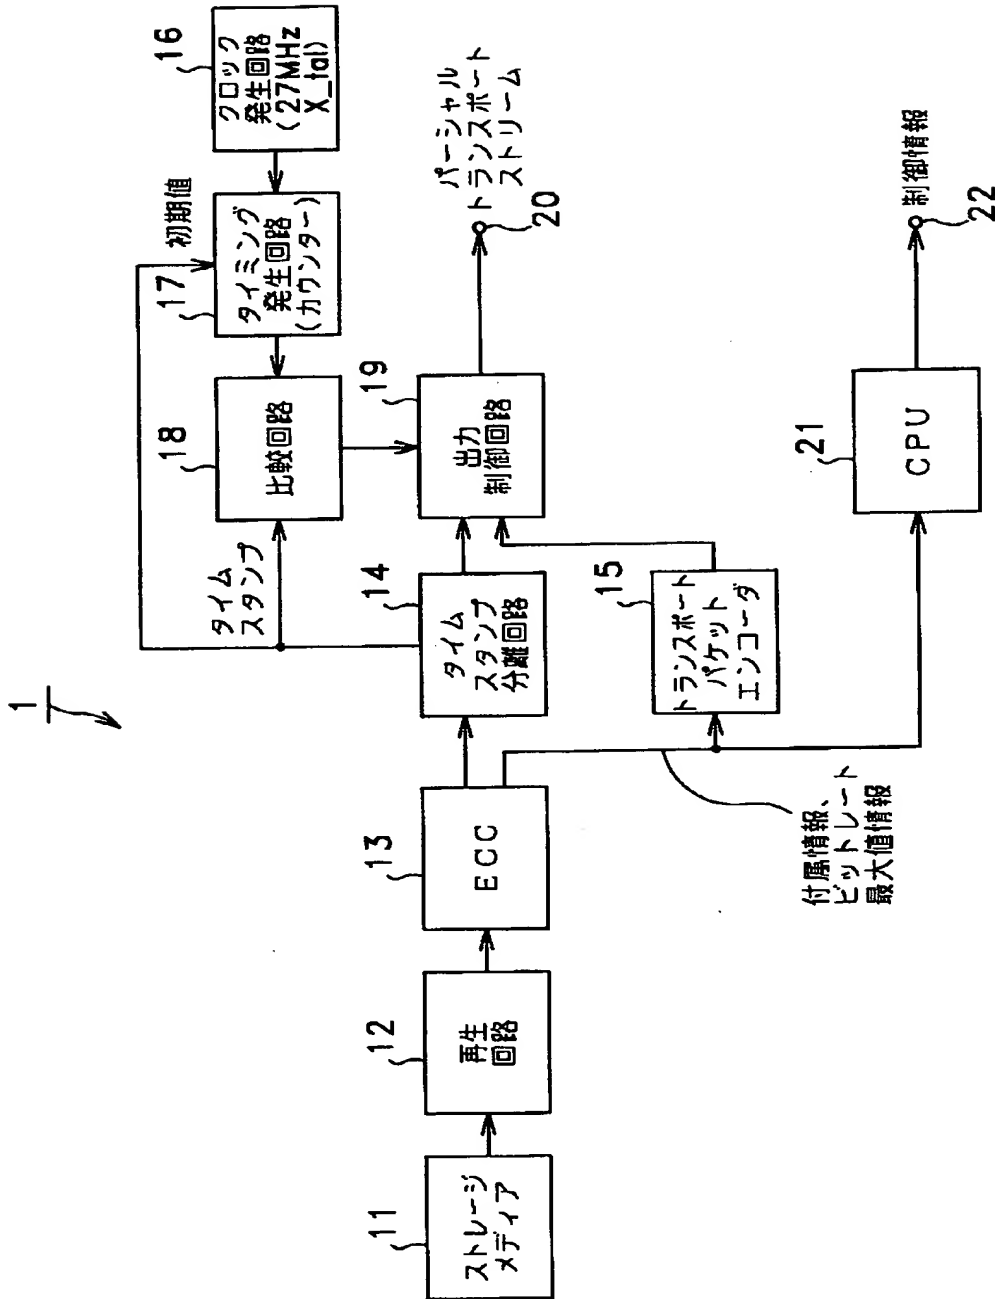 1
16
クロック
発生回路
(27MHz
X_tal)
初期値
17
タイミング
発生回路
(カウンター)
18
比較回路
タイム
スタンプ
19
出力
制御回路
パーシャル
トランスポート
ストリーム
20
14
タイム
スタンプ
分離回路
15
トランスポート
パケット
エンコーダ
13
ECC
12
再生
回路
11
ストレージ
メディア
付属情報、
ビットレート
最大値情報
21
CPU
制御情報
22